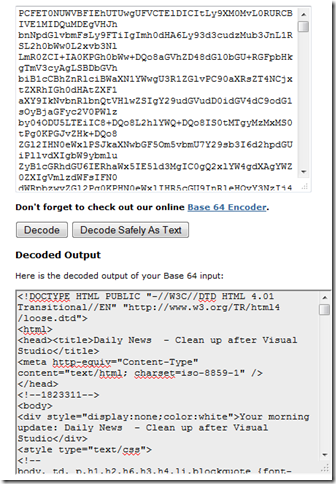 PCFET0NUWVBFIEhUTUwgUFVCTElDICItLy9XM0MvL0RURCB
IVE1MIDQuMDEgVHJh
bnNpdGlvbmFsLy9FTiIgImh0dHA6Ly93d3cudzMub3JnL1R
SL2h0bWw0L2xvb3Nl
LmR0ZCI+IA0KPGh0bWw+DQo8aGVhZD48dGl0bGU+RGFpbHk
gTmV3cyAgLSBDbGVh
biB1cCBhZnRlciBWaXN1YWwgU3R1ZGlvPC90aXRsZT4NCjx
tZXRhIGh0dHAtZXF1
aXY9IkNvbnRlbnQtVHlwZSIgY29udGVudD0idGV4dC9odG1
sOyBjaGFyc2V0PWlz
by04ODU5LTEiIC8+DQo8L2hlYWQ+DQo8IS0tMTgyMzMxMS0
tPg0KPGJvZHk+DQo8
ZGl2IHN0eWxlPSJkaXNwbGF5Om5vbmU7Y29sb3I6d2hpdGU
iPllvdXIgbW9ybmlu
ZyB1cGRhdGU6IERhaWx5IE5ld3MgIC0gQ2xlYW4gdXAgYWZ
0ZXIgVmlzdWFsIFN0
dWRpbzwvZGl2Pg0KPHN0eWxlIHR5cGU9InRleHQvY3NzIj4
Don't forget to check out our online Base 64 Encoder.
Decode Decode Safely As Text
Decoded Output
Here is the decoded output of your Base 64 input:
<!DOCTYPE HTML PUBLIC "-//W3C//DTD HTML 4.01
Transitional//EN" "http://www.w3.org/TR/html4
/loose.dtd">
<html>
<head><title>Daily News  - Clean up after Visual
Studio</title>
<meta http-equiv="Content-Type"
content="text/html; charset=iso-8859-1" />
</head>
<!--1823311-->
<body>
<div style="display:none;color:white">Your morning
update: Daily News  - Clean up after Visual
Studio</div>
<style type="text/css">
<!--
body, td, p,h1,h2,h6,h3,h4,li,blockquote {font-